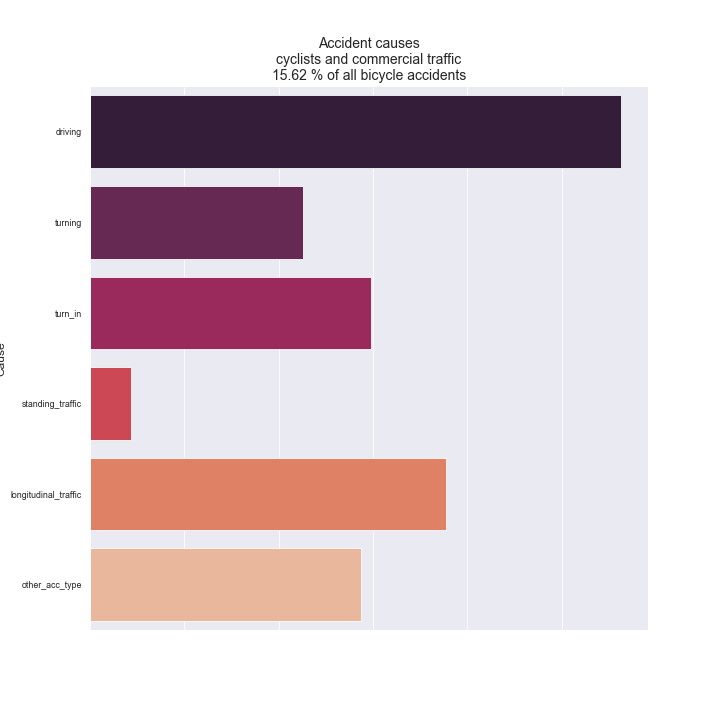 Accident causes
cyclists and commercial traffic
15.62 % of all bicycle accidents
driving
turning
turn_in
Cause
standing_traffic
longitudinal_traffic
other_acc_type